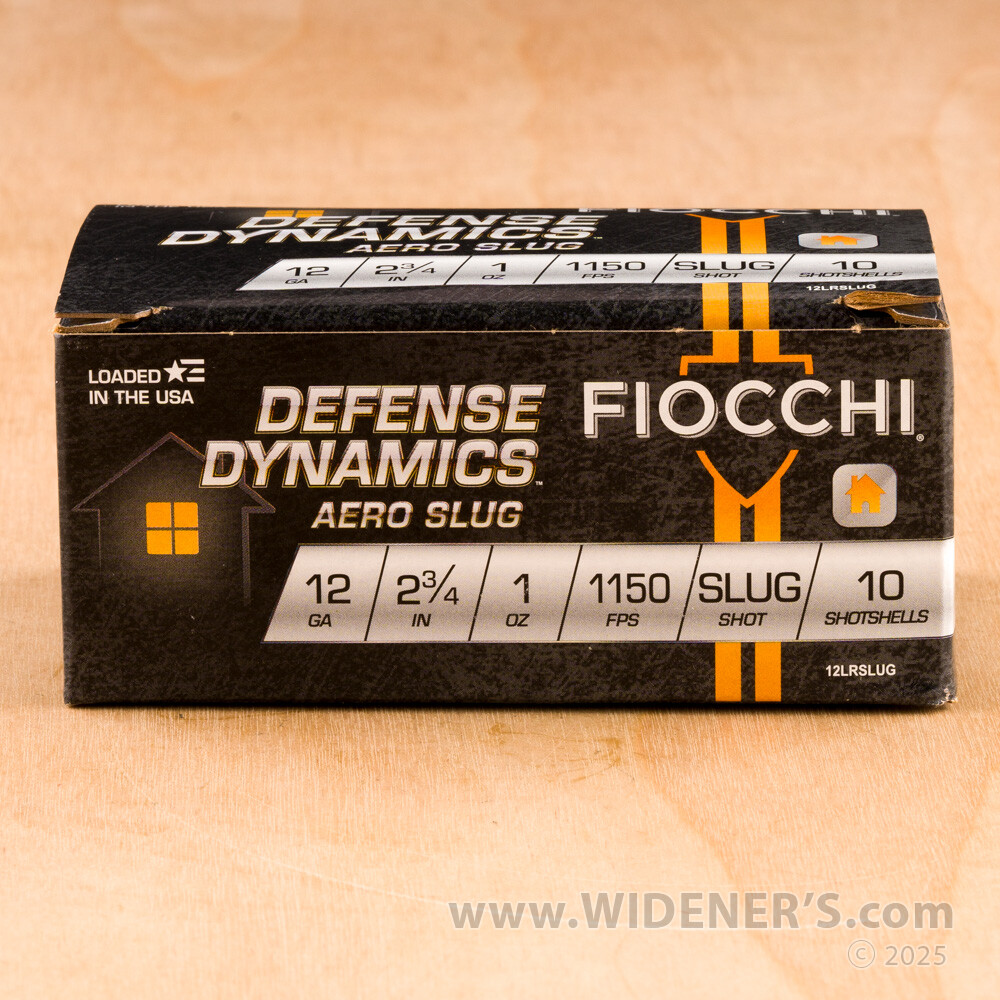 FIOCCHI
DEFENSE
DYNAMICS™
AERO SLUG
12 2¾ 1 1150 SLUG 10
GA IN OZ FPS SHOT SHOTSHELLS
12LRSLUG
LOADED
IN THE USA
DEFENSE
DYNAMICS™
AERO SLUG
FIOCCHI®
12 2¾ 1 1150 SLUG 10
GA IN OZ FPS SHOT SHOTSHELLS
12LRSLUG
www.WIDENER'S.com
© 2025